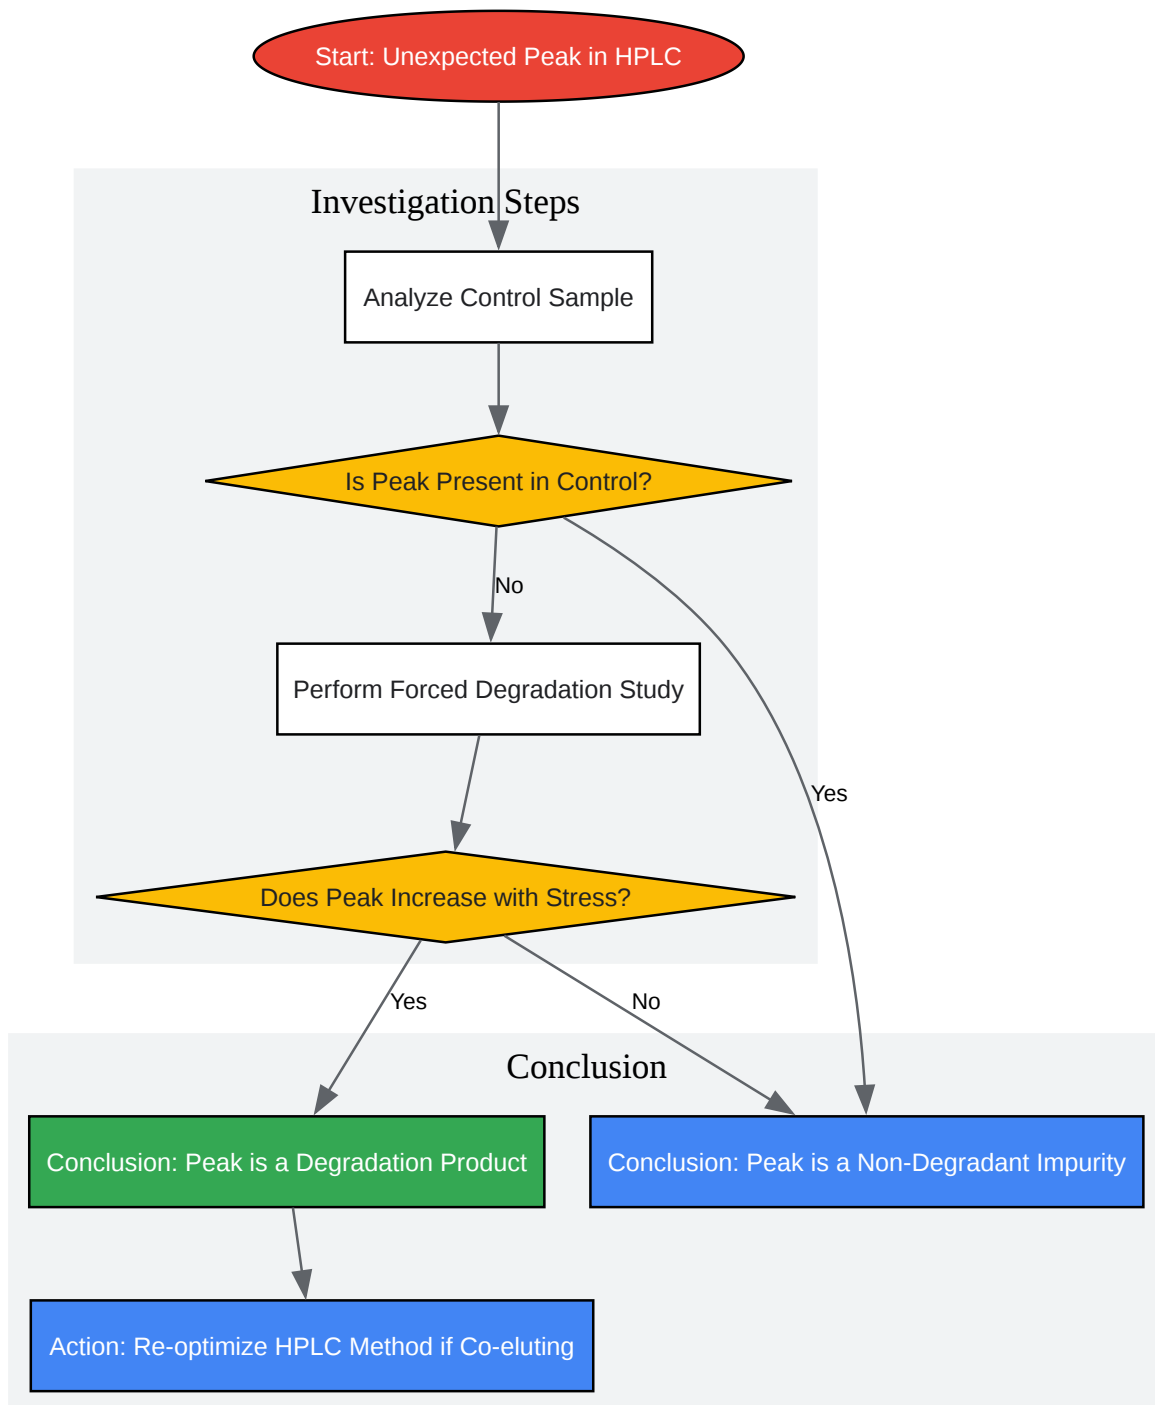 Start: Unexpected Peak in HPLC
Investigation Steps
Analyze Control Sample
Is Peak Present in Control?
No
Perform Forced Degradation Study
Yes
Does Peak Increase with Stress?
Yes
No
Conclusion
Conclusion: Peak is a Degradation Product
Conclusion: Peak is a Non-Degradant Impurity
Action: Re-optimize HPLC Method if Co-eluting